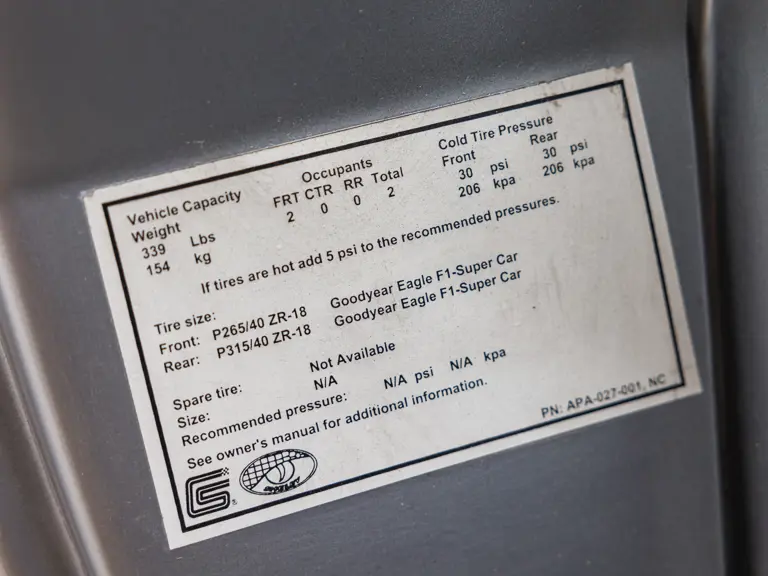 Vehicle Capacity Occupants Cold Tire Pressure
Weight FRT CTR RR Total Front Rear
339 Lbs 2 0 0 2 30 psi 30 psi
154 kg 206 kpa 206 kpa
If tires are hot add 5 psi to the recommended pressures.
Tire size:
Front: P265/40 ZR-18 Goodyear Eagle F1-Super Car
Rear: P315/40 ZR-18 Goodyear Eagle F1-Super Car
Spare tire: Not Available
Size: N/A
Recommended pressure: N/A psi N/A kpa
See owner's manual for additional information.
PN: APA-027-001, NC
CS®
SHELBY